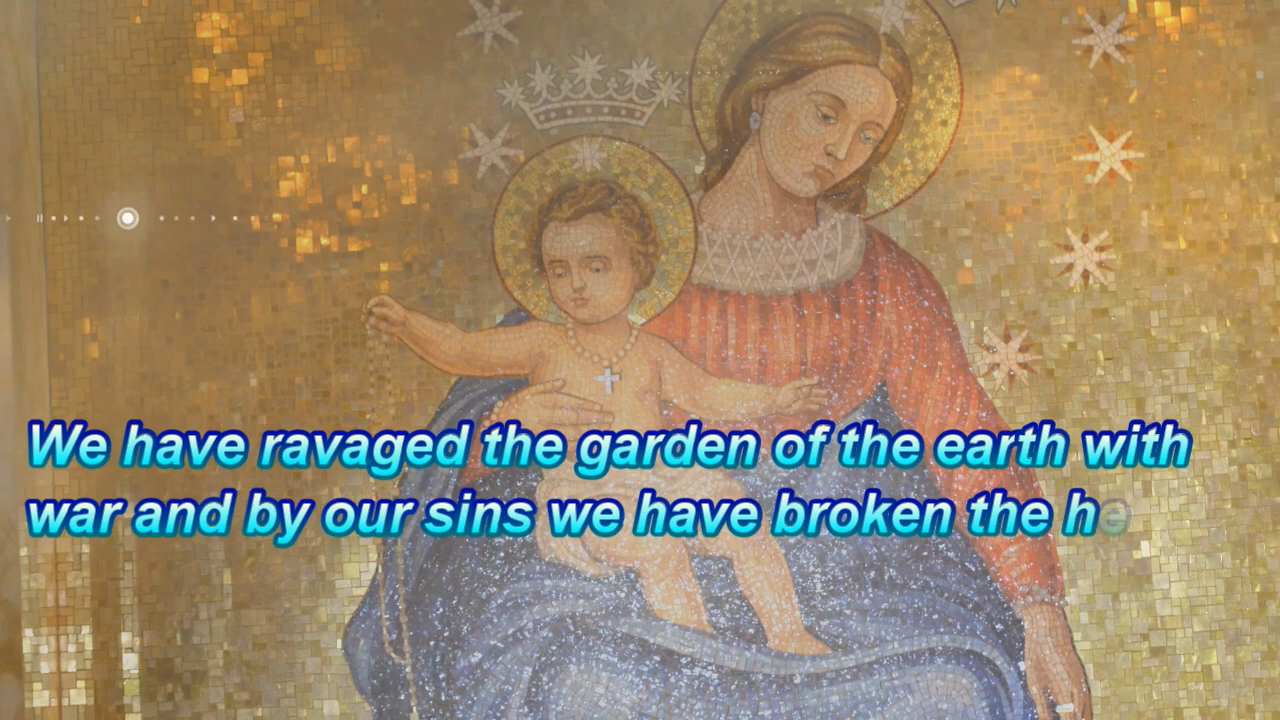 We have ravaged the garden of the earth with
war and by our sins we have broken the